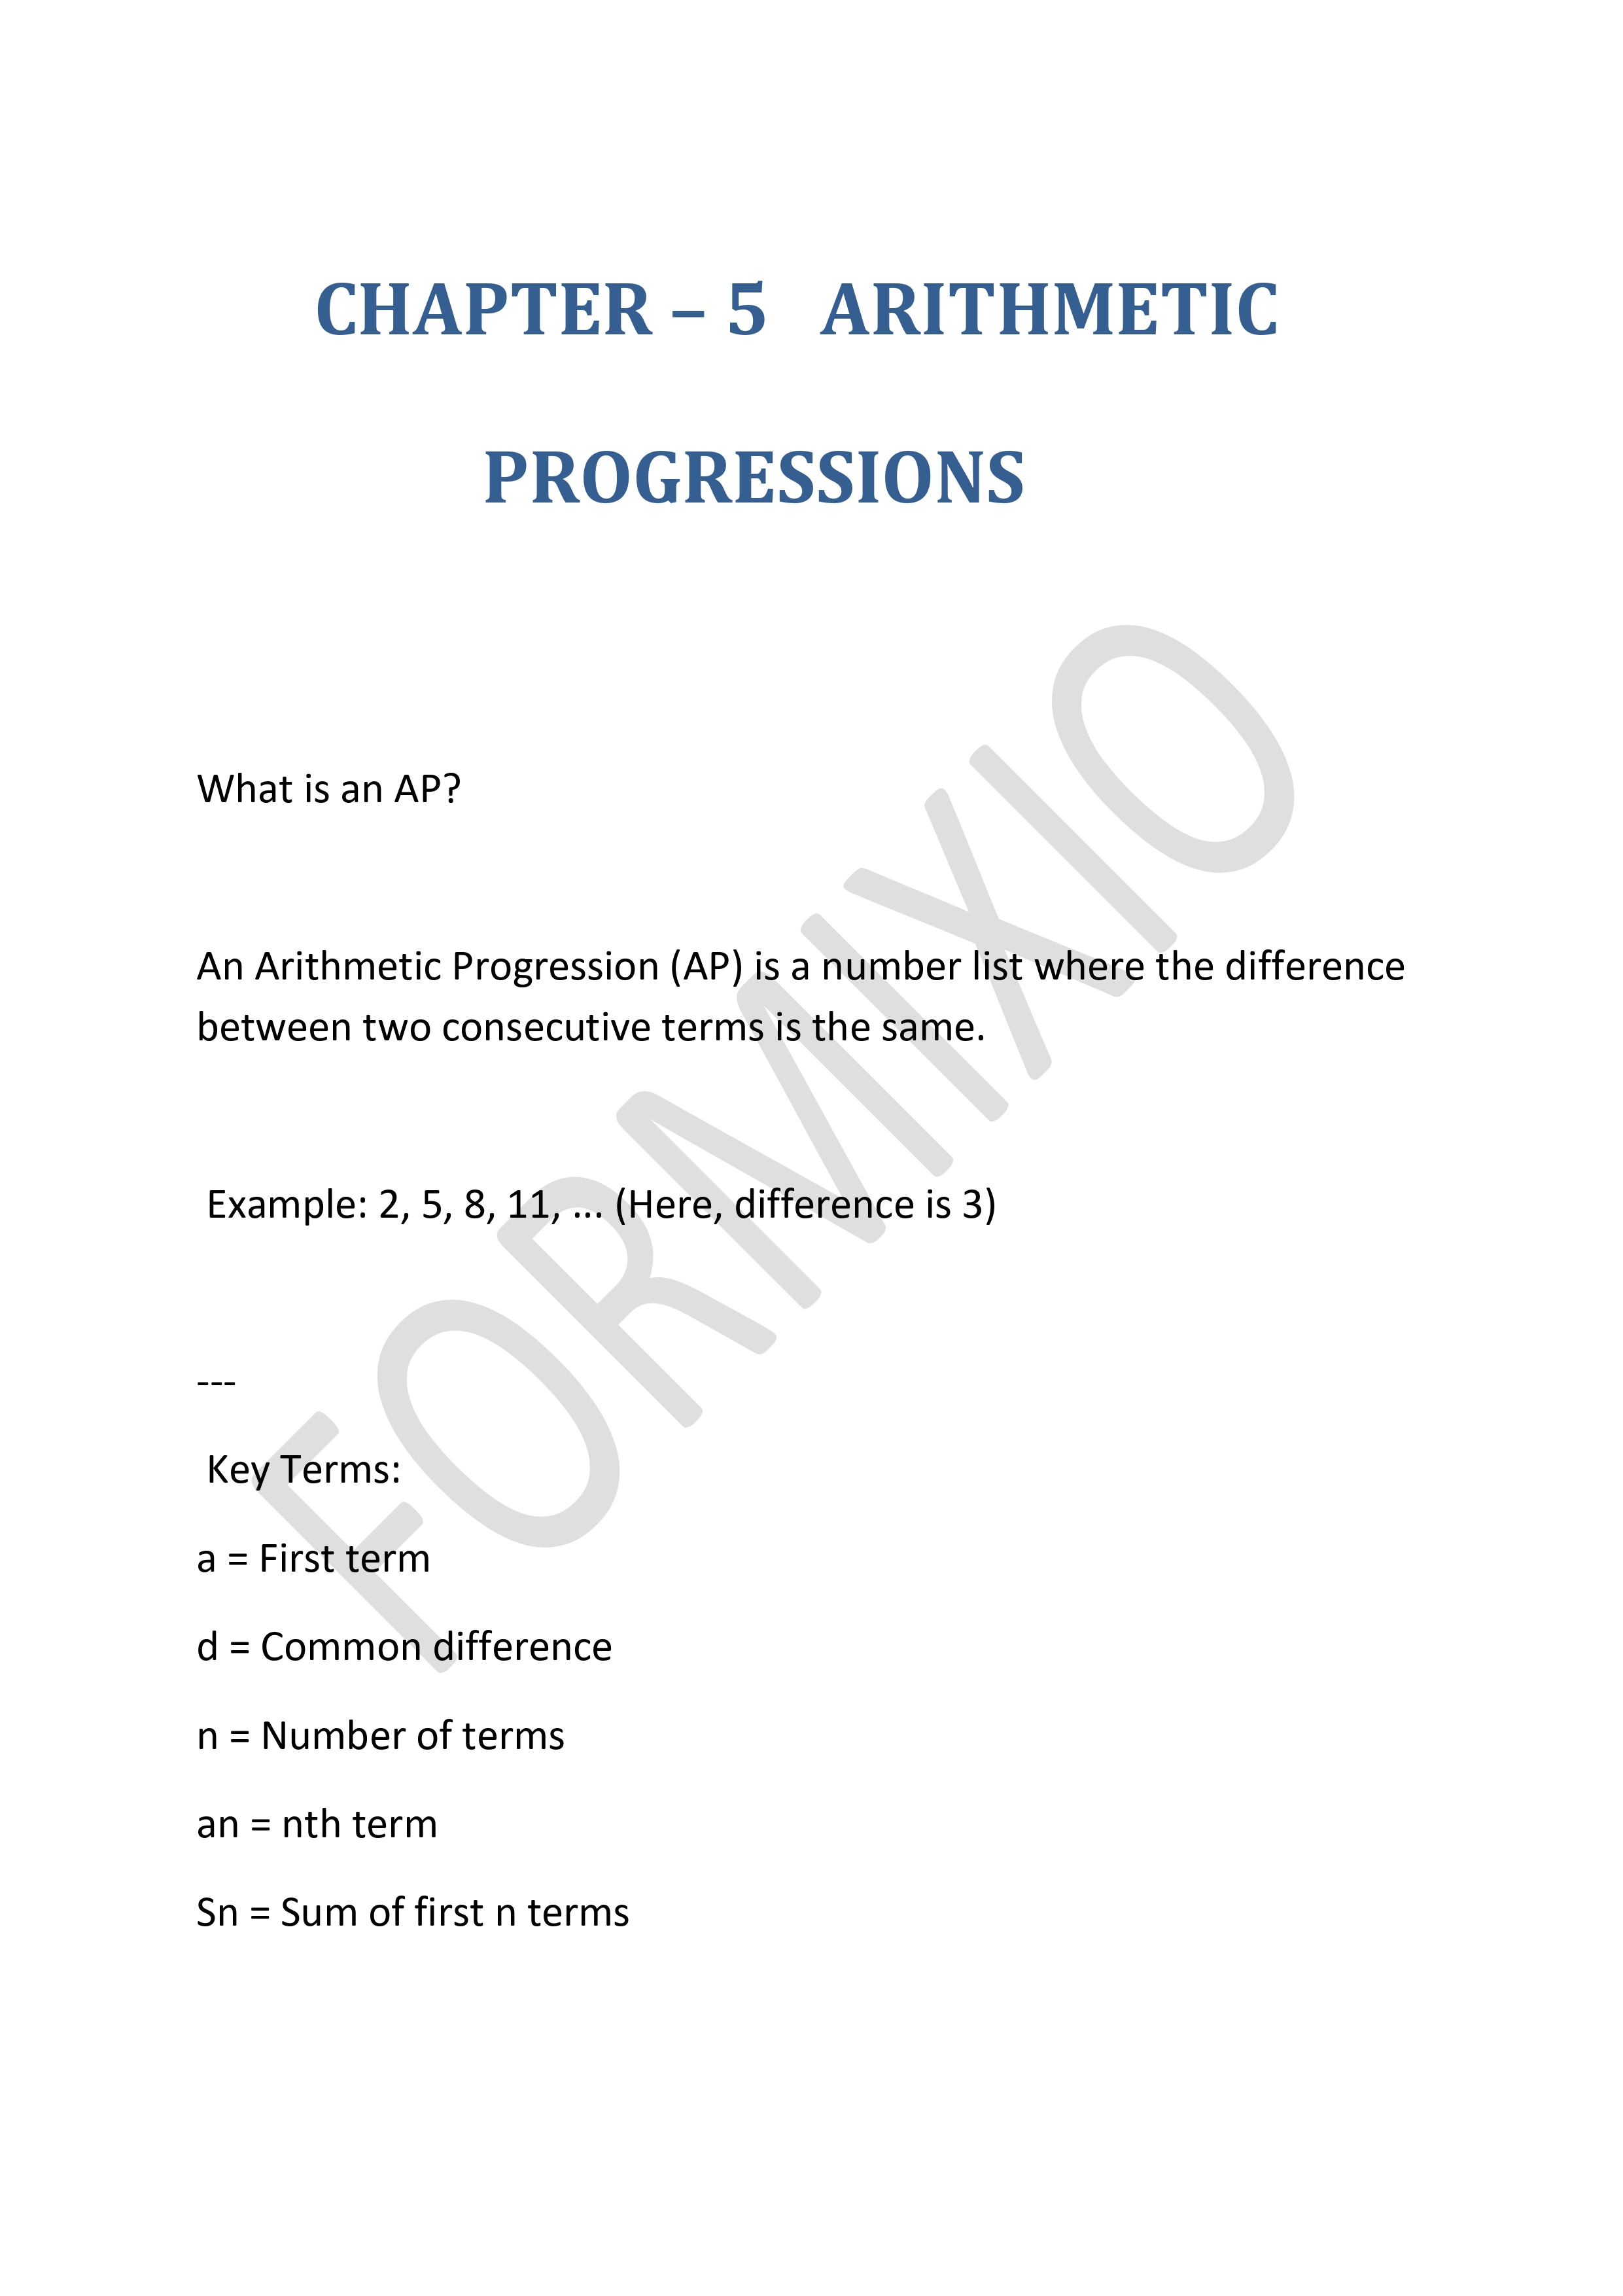 CHAPTER – 5 ARITHMETIC
PROGRESSIONS
What is an AP?
An Arithmetic Progression (AP) is a number list where the difference
between two consecutive terms is the same.
Example: 2, 5, 8, 11, ... (Here, difference is 3)
---
Key Terms:
a = First term
d = Common difference
n = Number of terms
an = nth term
Sn = Sum of first n terms
FORMIXIO